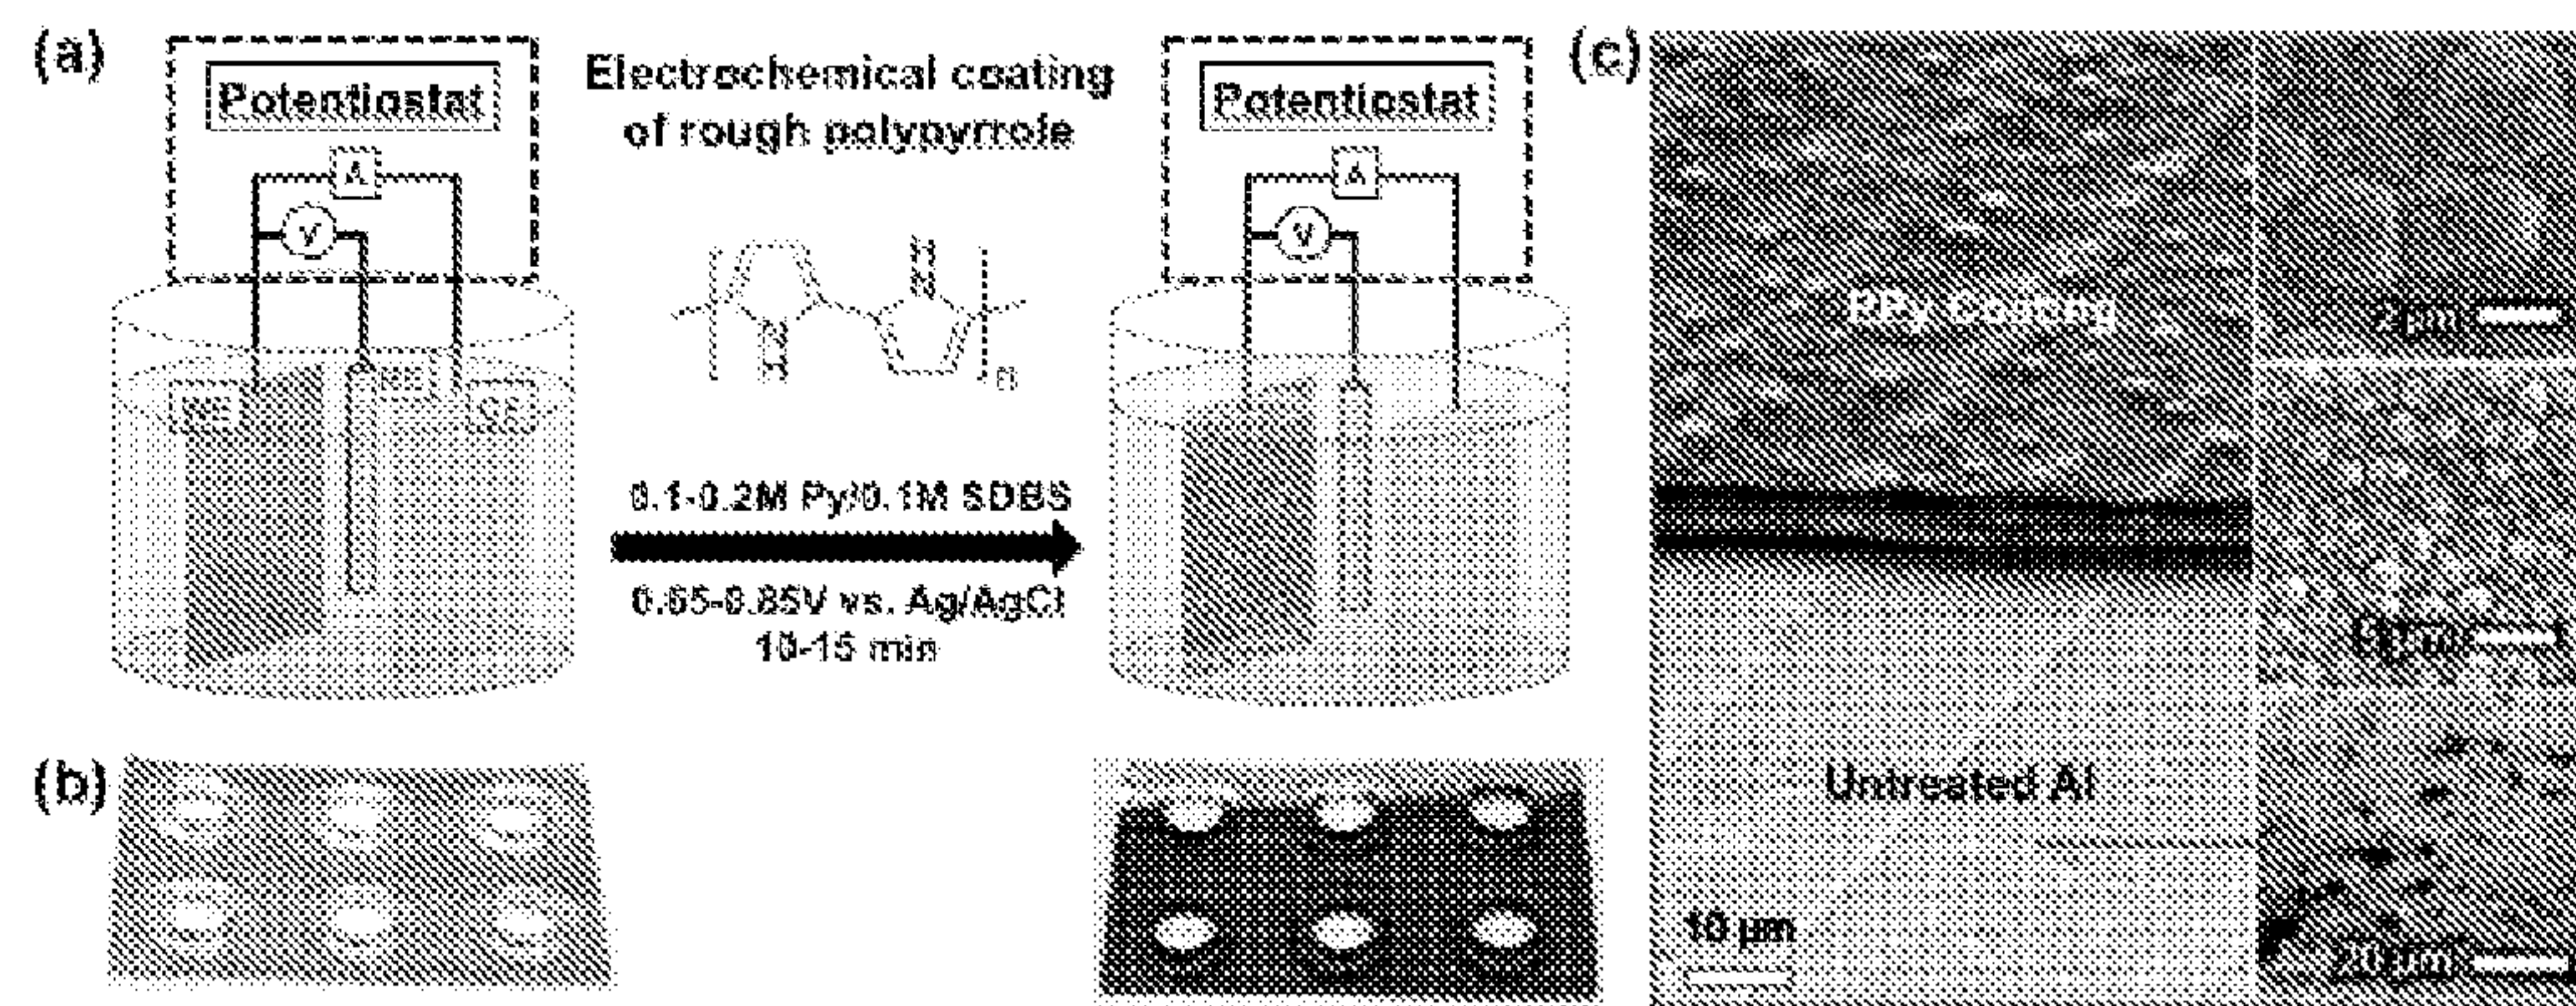 (a)
Potentiostat
A
V
WE
RE
CE
Electrochemical coating
of rough polypyrrole
n
0.1-0.2M Py/0.1M SDBS
0.65-0.85V vs. Ag/AgCl
10-15 min
Potentiostat
A
V
(b)
(c)
PPy Coating
Untreated Al
10 µm
2 µm
20 µm